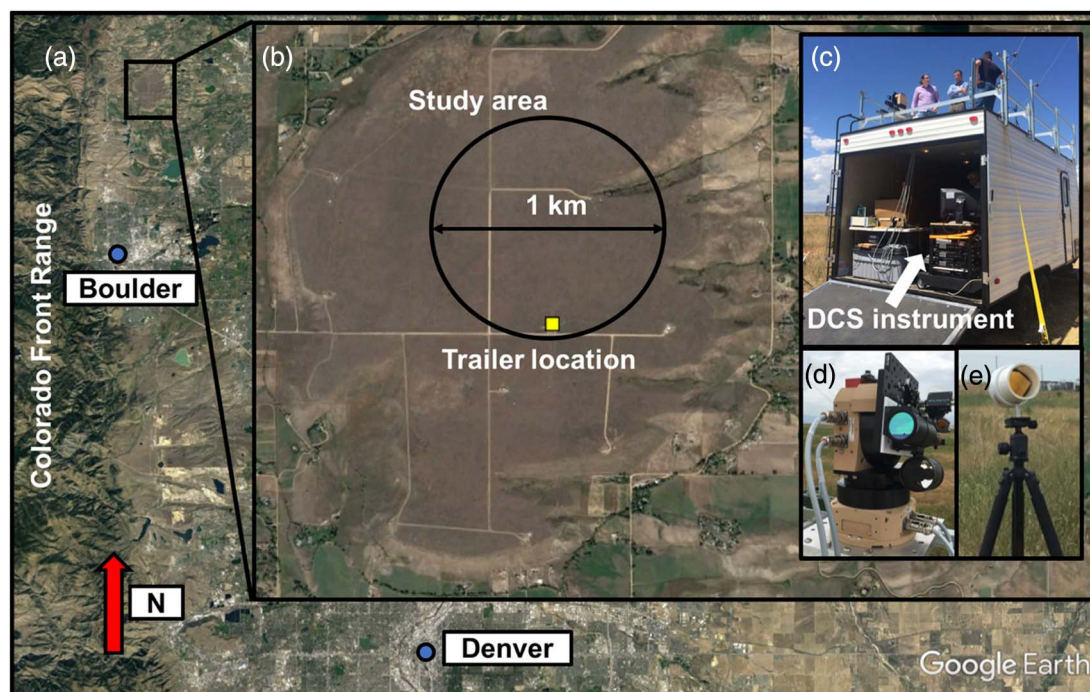 (a)
Colorado Front Range
Boulder
N
Denver
Google Earth
(b)
Study area
1 km
Trailer location
(c)
DCS instrument
(d)
(e)